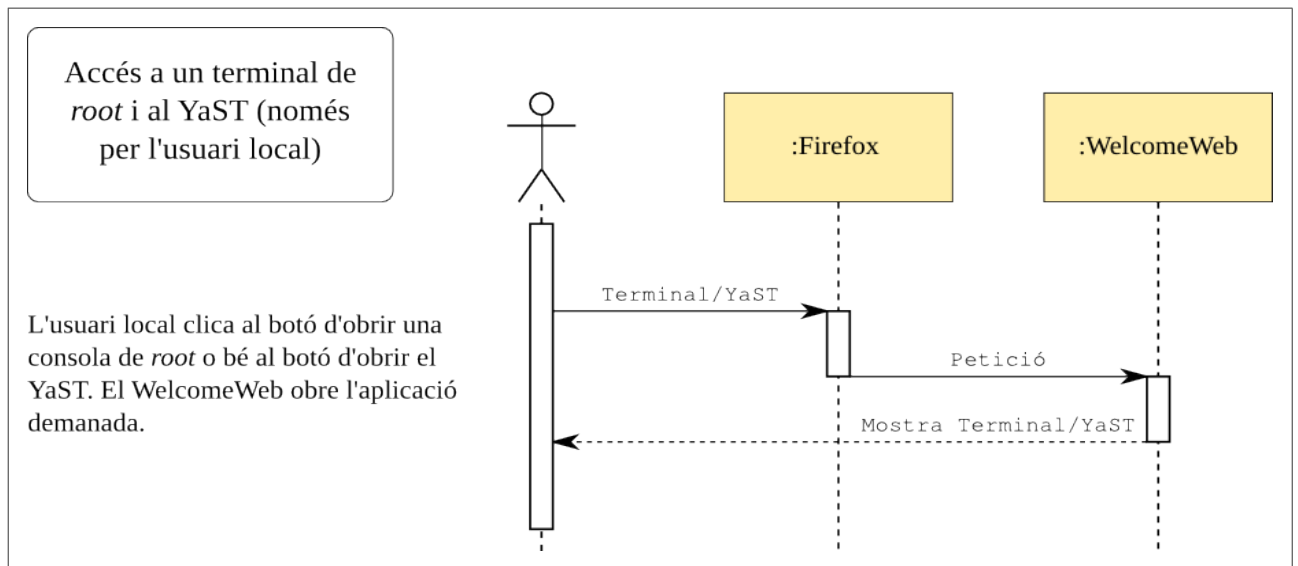 Accés a un terminal de
root i al YaST (només
per l'usuari local)
:Firefox
:WelcomeWeb
Terminal/YaST
L'usuari local clica al botó d'obrir una
consola de root o bé al botó d'obrir el
YaST. El WelcomeWeb obre l'aplicació
demanada.
Petició
Mostra Terminal/YaST